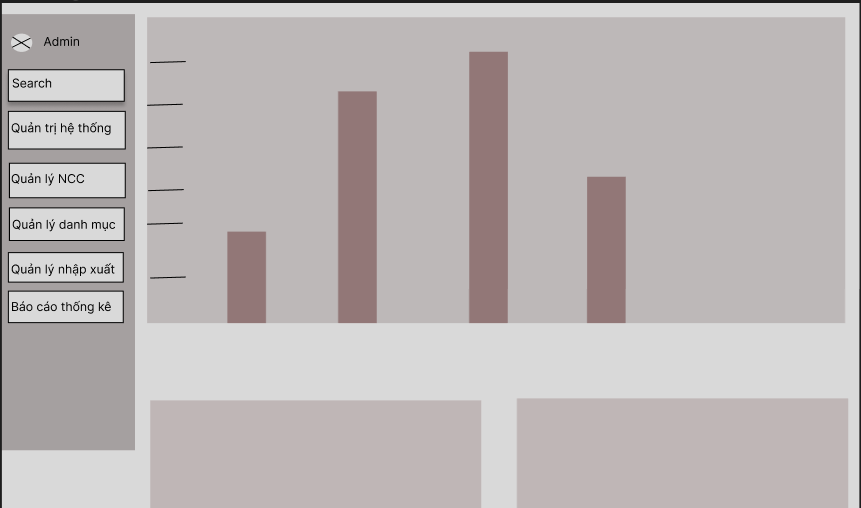 Admin
Search
Quản trị hệ thống
Quản lý NCC
Quản lý danh mục
Quản lý nhập xuất
Báo cáo thống kê